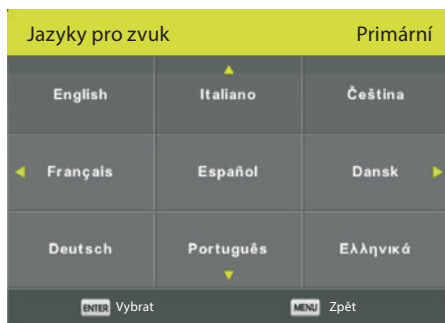 Jazyky pro zvuk Primární
English Italiano Čeština
Français Español Dansk
Deutsch Português Ελληνικά
ENTER Vybrat MENU Zpět